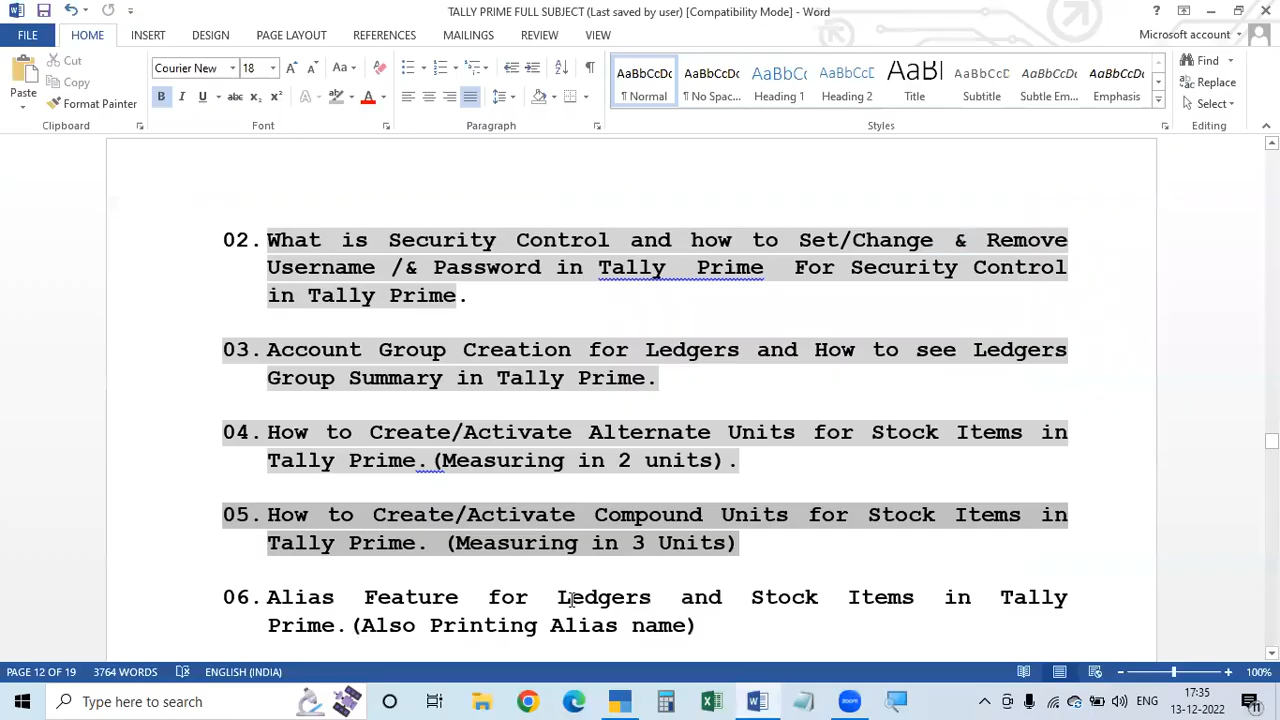 TALLY PRIME FULL SUBJECT (Last saved by user) [Compatibility Mode] - Word
FILE HOME INSERT DESIGN PAGE LAYOUT REFERENCES MAILINGS REVIEW VIEW Microsoft account
Paste Cut Copy Format Painter
Courier New 18
AaBbCcDc AaBbCcDc AaBbCc AaBbCcC AaBl AaBbCcD AaBbCcDc AaBbCcDc
¶ Normal ¶ No Spac... Heading 1 Heading 2 Title Subtitle Subtle Em... Emphasis
Find Replace Select
Clipboard Font Paragraph Styles Editing
02. What is Security Control and how to Set/Change & Remove
Username /& Password in Tally Prime For Security Control
in Tally Prime.
03. Account Group Creation for Ledgers and How to see Ledgers
Group Summary in Tally Prime.
04. How to Create/Activate Alternate Units for Stock Items in
Tally Prime.(Measuring in 2 units).
05. How to Create/Activate Compound Units for Stock Items in
Tally Prime. (Measuring in 3 Units)
06. Alias Feature for Ledgers and Stock Items in Tally
Prime.(Also Printing Alias name)
PAGE 12 OF 19 3764 WORDS ENGLISH (INDIA) 100%
Type here to search ENG 17:35
13-12-2022